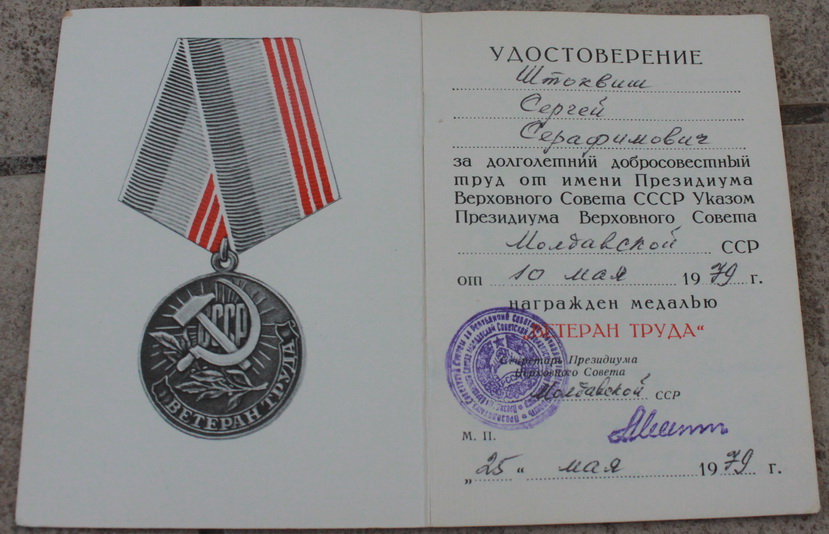 СССР
ВЕТЕРАН ТРУДА
УДОСТОВЕРЕНИЕ
Штоквиш
Сергей
Серафимович
за долголетний добросовестный
труд от имени Президиума
Верховного Совета СССР Указом
Президиума Верховного Совета
Молдавской ССР
от 10 мая 1979 г.
награжден медалью
„ВЕТЕРАН ТРУДА“
Секретарь Президиума
Верховного Совета
Молдавской ССР
М. П.
„25“ мая 1979 г.